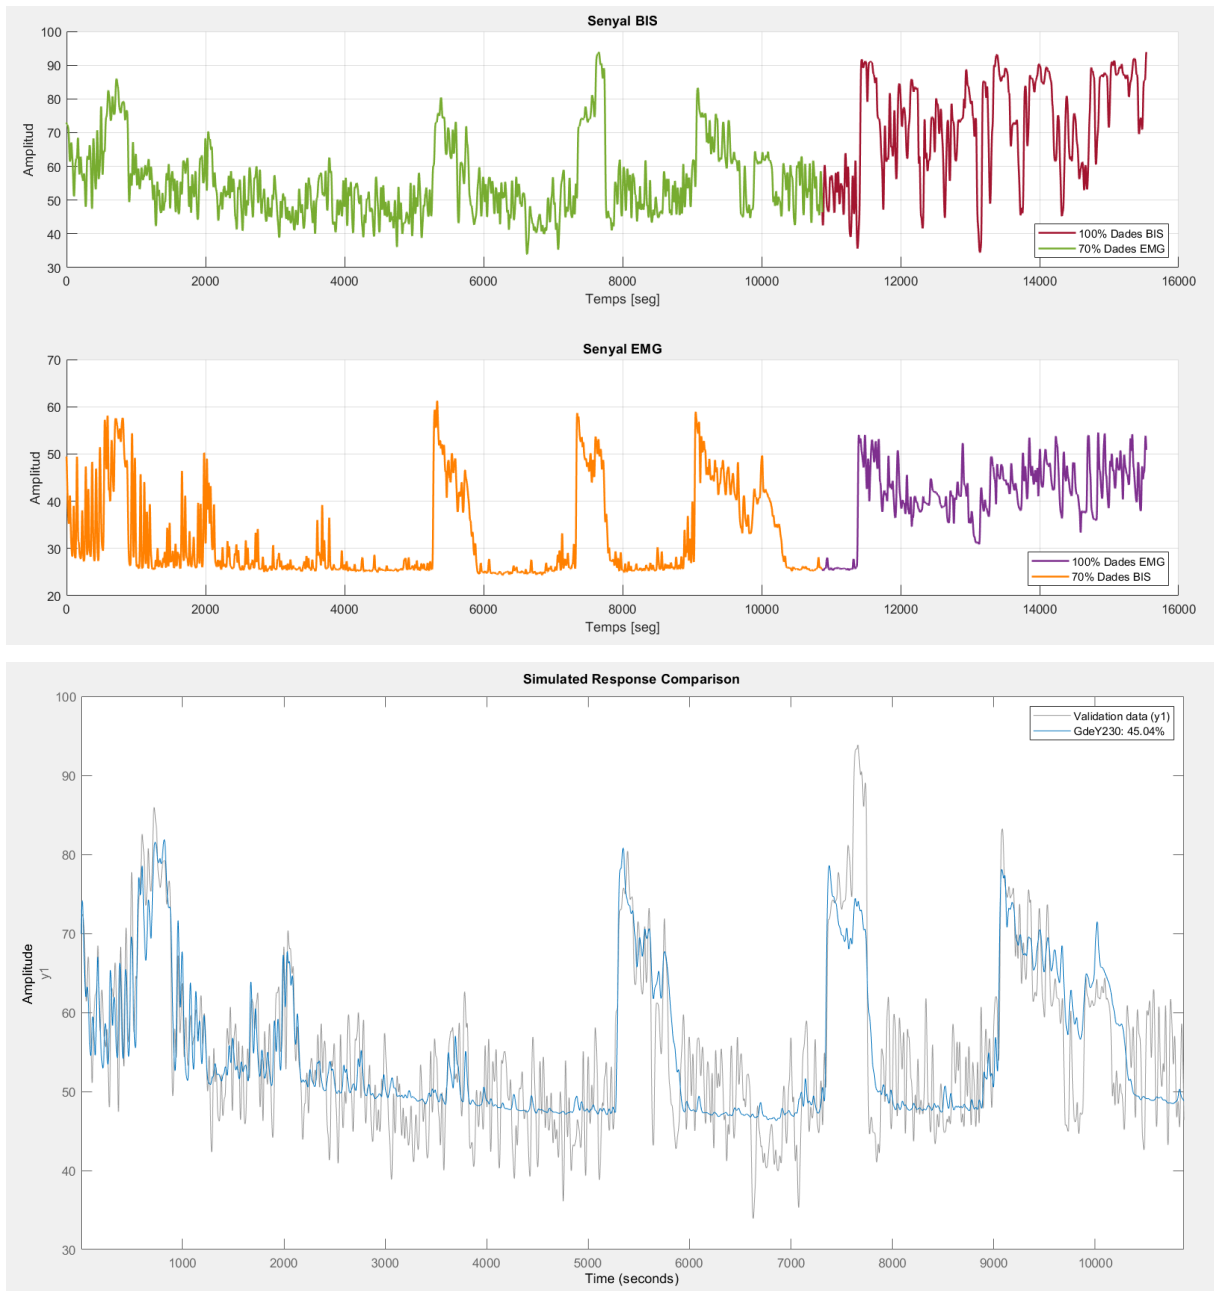 Senyal BIS
100
90
80
70
60
50
40
30
Amplitud
0 2000 4000 6000 8000 10000 12000 14000 16000
Temps [seg]
100% Dades BIS
70% Dades EMG
Senyal EMG
70
60
50
40
30
20
Amplitud
0 2000 4000 6000 8000 10000 12000 14000 16000
Temps [seg]
100% Dades EMG
70% Dades BIS
Simulated Response Comparison
100
90
80
70
60
50
40
30
Amplitude
y1
Validation data (y1)
GdeY230: 45.04%
1000 2000 3000 4000 5000 6000 7000 8000 9000 10000
Time (seconds)